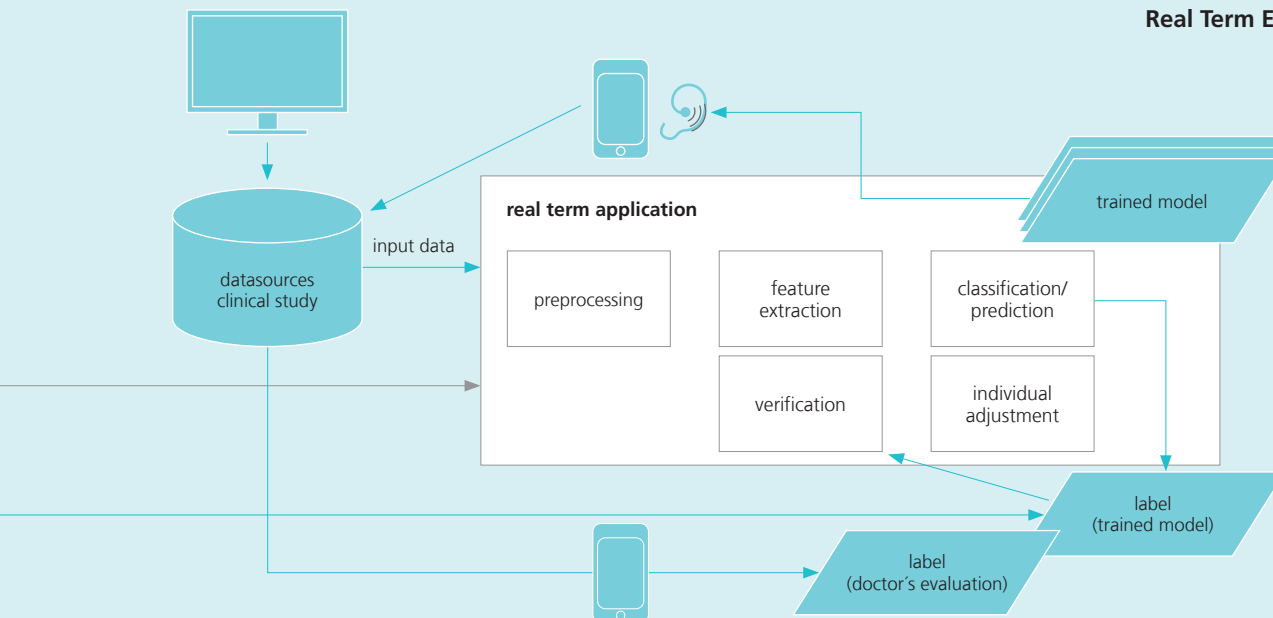 Real Term E
real term application
trained model
input data
datasources
clinical study
preprocessing
feature
extraction
classification/
prediction
verification
individual
adjustment
label
(trained model)
label
(doctor´s evaluation)